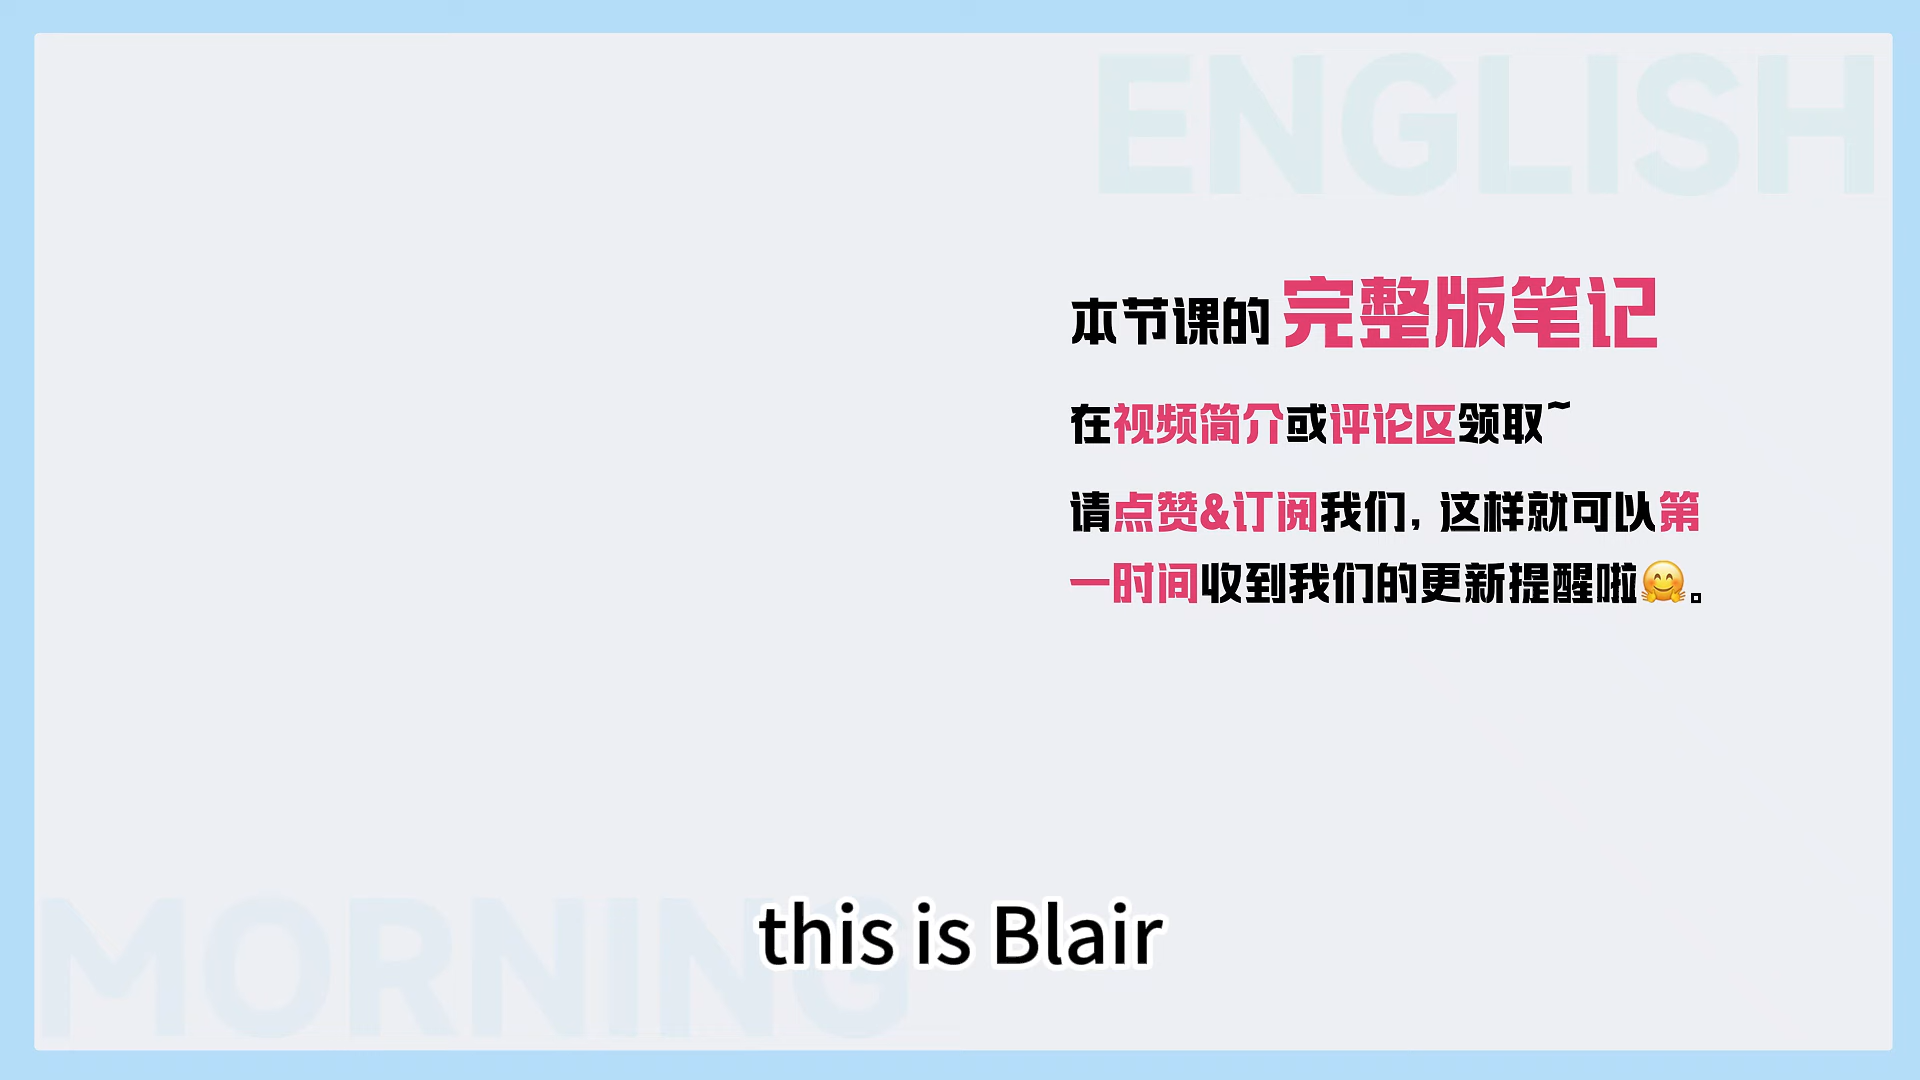 ENGLISH
本节课的 完整版笔记
在视频简介或评论区领取~
请点赞&订阅我们，这样就可以第
一时间收到我们的更新提醒啦🤗。
this is Blair
MORNING